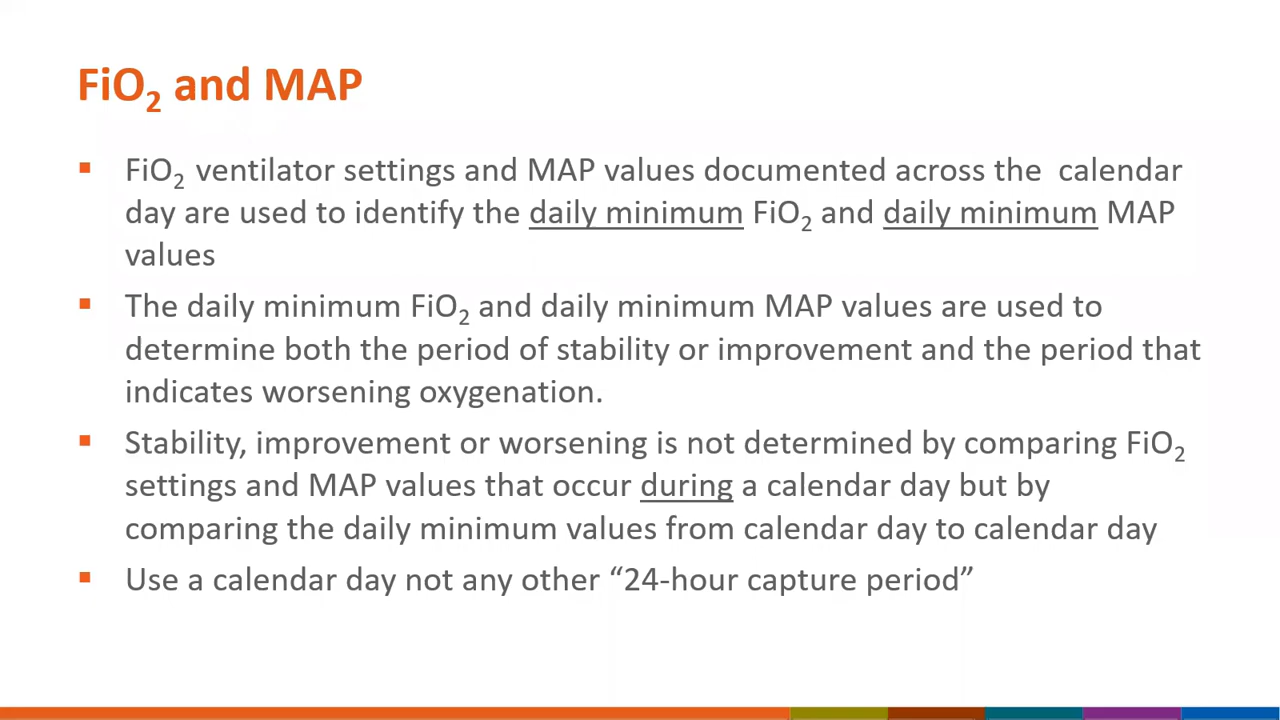 FiO₂ and MAP
▪ FiO₂ ventilator settings and MAP values documented across the calendar
day are used to identify the daily minimum FiO₂ and daily minimum MAP
values
▪ The daily minimum FiO₂ and daily minimum MAP values are used to
determine both the period of stability or improvement and the period that
indicates worsening oxygenation.
▪ Stability, improvement or worsening is not determined by comparing FiO₂
settings and MAP values that occur during a calendar day but by
comparing the daily minimum values from calendar day to calendar day
▪ Use a calendar day not any other “24-hour capture period”